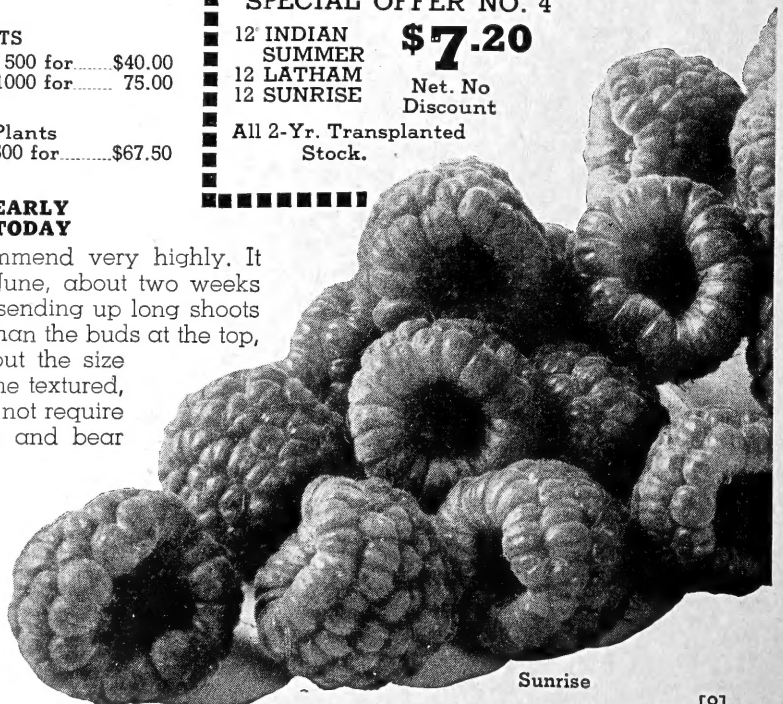 TS
500 for........$40.00
1000 for........ 75.00
Plants
500 for..........$67.50
EARLY
TODAY
mmend very highly. It
June, about two weeks
sending up long shoots
han the buds at the top,
out the size
ne textured,
not require
and bear
SPECIAL OFFER NO. 4
12 INDIAN
SUMMER
12 LATHAM
12 SUNRISE
$7.20
Net. No
Discount
All 2-Yr. Transplanted
Stock.
Sunrise